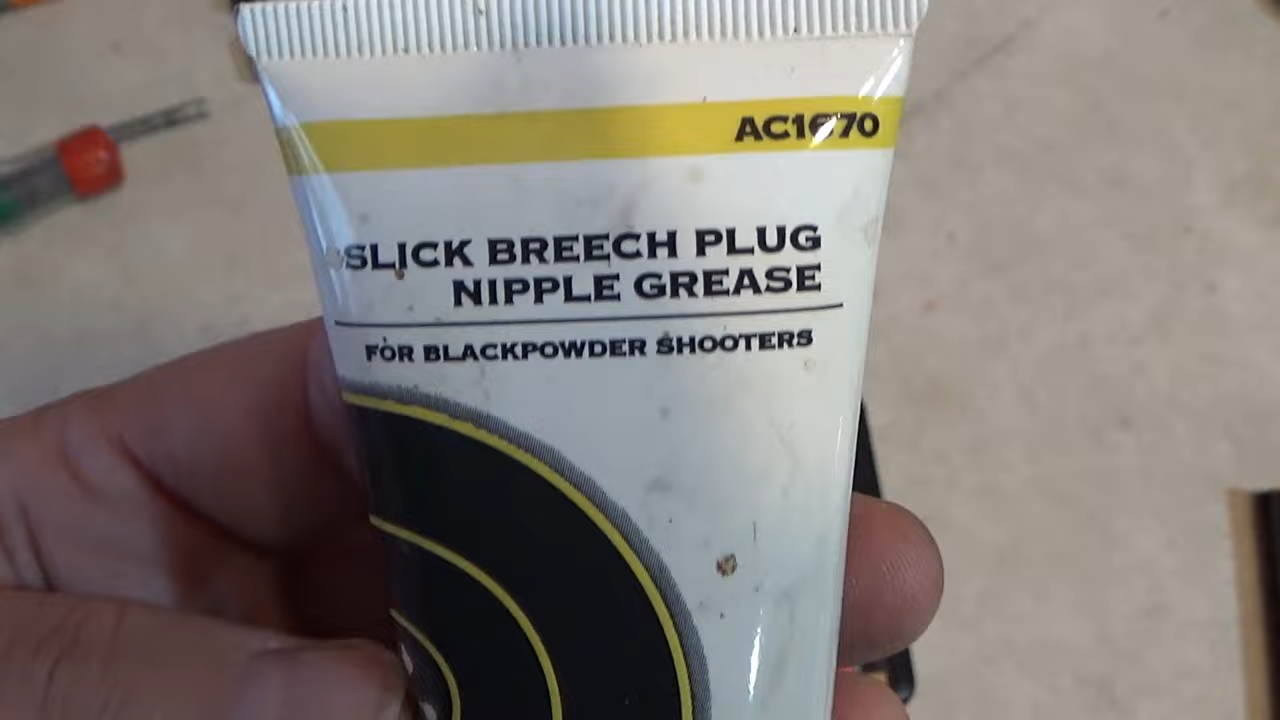 AC1670
SLICK BREECH PLUG
NIPPLE GREASE
FOR BLACKPOWDER SHOOTERS